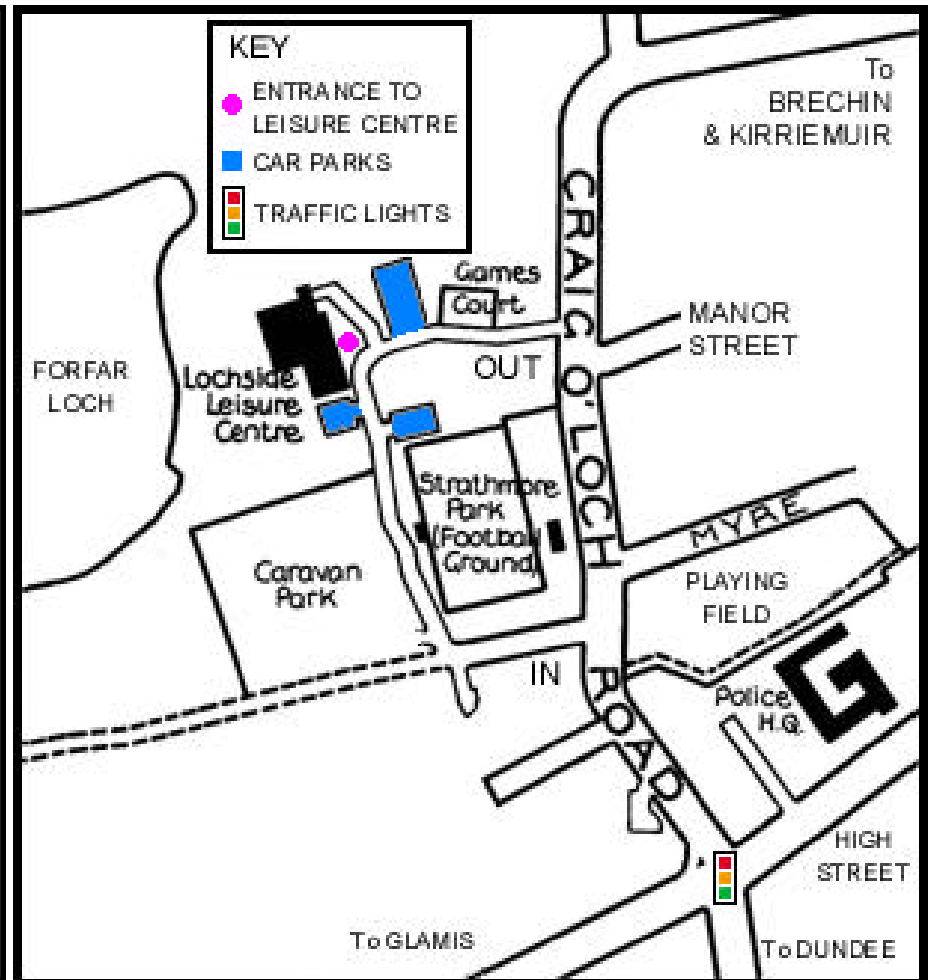 KEY
ENTRANCE TO
LEISURE CENTRE
CAR PARKS
TRAFFIC LIGHTS
To
BRECHIN
& KIRRIEMUIR
CRAIG O' LOCH ROAD
Games
Court
MANOR
STREET
OUT
FORFAR
LOCH
Lochside
Leisure
Centre
Strathmore
Park
(Football
Ground)
MYRE
Caravan
Park
PLAYING
FIELD
IN
Police
H.Q.
HIGH
STREET
To GLAMIS
To DUNDEE